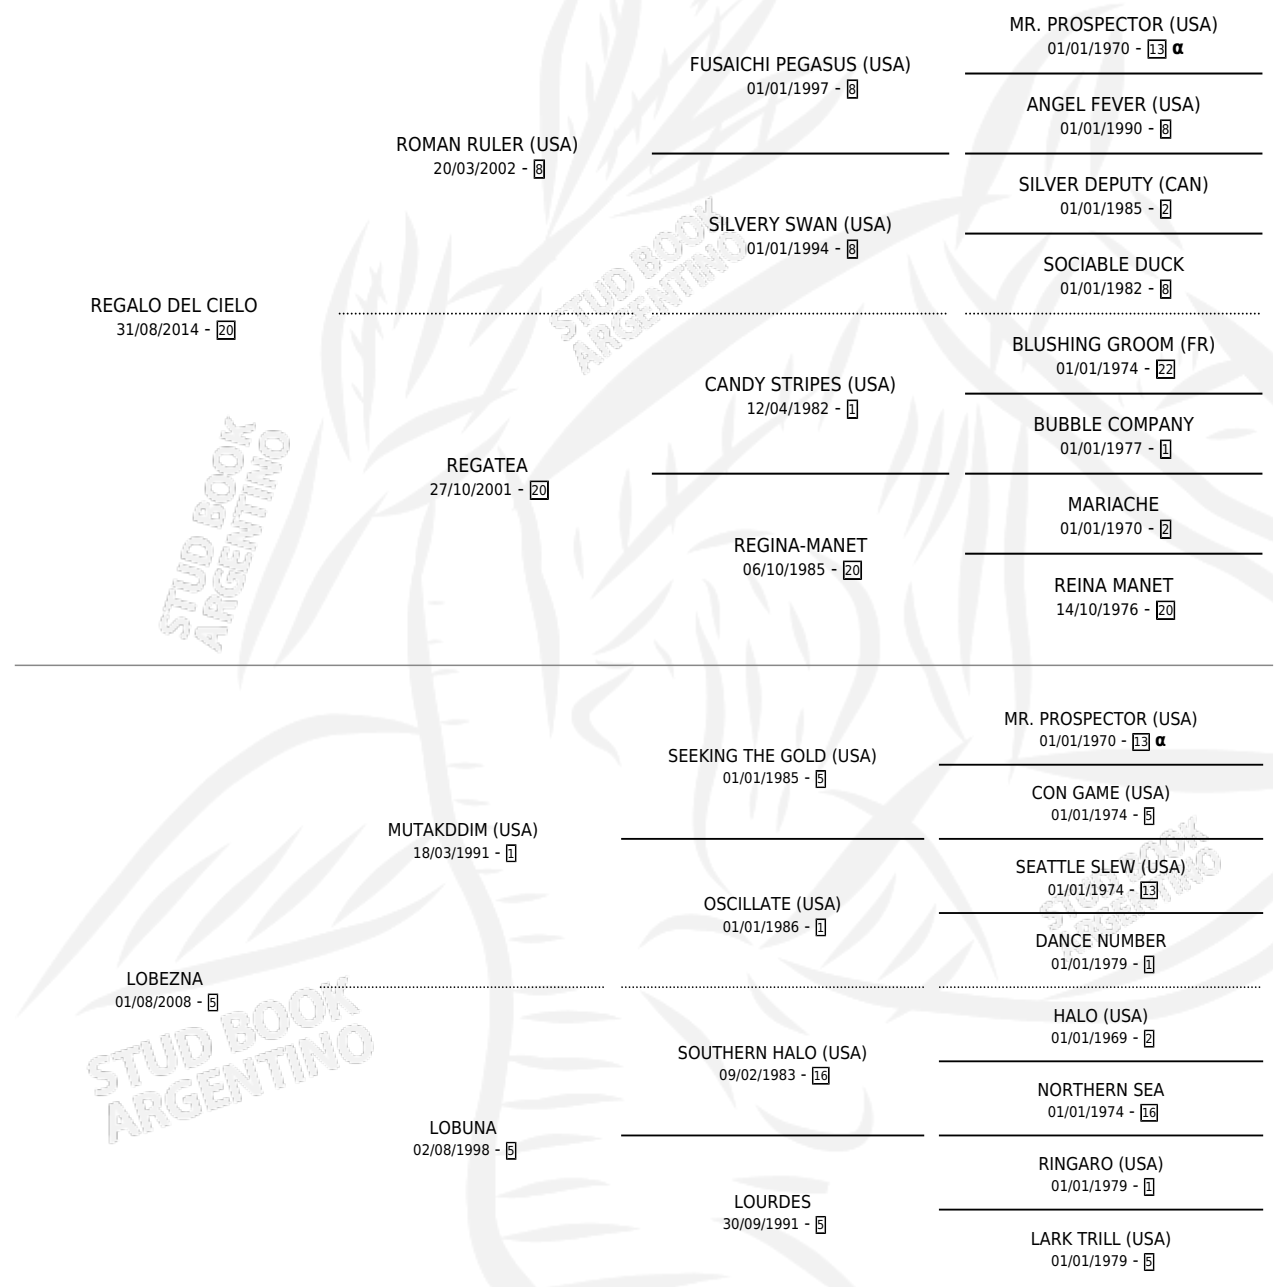 MR. PROSPECTOR (USA)
01/01/1970 - 13 α
FUSAICHI PEGASUS (USA)
01/01/1997 - 8
ANGEL FEVER (USA)
01/01/1990 - 8
ROMAN RULER (USA)
20/03/2002 - 8
SILVER DEPUTY (CAN)
01/01/1985 - 2
SILVERY SWAN (USA)
01/01/1994 - 8
STUD BOOK
ARGENTINO
SOCIABLE DUCK
01/01/1982 - 8
REGALO DEL CIELO
31/08/2014 - 20
BLUSHING GROOM (FR)
01/01/1974 - 22
CANDY STRIPES (USA)
12/04/1982 - 1
BUBBLE COMPANY
01/01/1977 - 1
REGATEA
27/10/2001 - 20
MARIACHE
01/01/1970 - 2
REGINA-MANET
06/10/1985 - 20
REINA MANET
14/10/1976 - 20
STUD BOOK
ARGENTINO
MR. PROSPECTOR (USA)
01/01/1970 - 13 α
SEEKING THE GOLD (USA)
01/01/1985 - 5
CON GAME (USA)
01/01/1974 - 5
MUTAKDDIM (USA)
18/03/1991 - 1
SEATTLE SLEW (USA)
01/01/1974 - 13
STUD BOOK
ARGENTINO
OSCILLATE (USA)
01/01/1986 - 1
DANCE NUMBER
01/01/1979 - 1
LOBEZNA
01/08/2008 - 5
STUD BOOK
ARGENTINO
HALO (USA)
01/01/1969 - 2
SOUTHERN HALO (USA)
09/02/1983 - 16
NORTHERN SEA
01/01/1974 - 16
LOBUNA
02/08/1998 - 5
RINGARO (USA)
01/01/1979 - 1
LOURDES
30/09/1991 - 5
LARK TRILL (USA)
01/01/1979 - 5